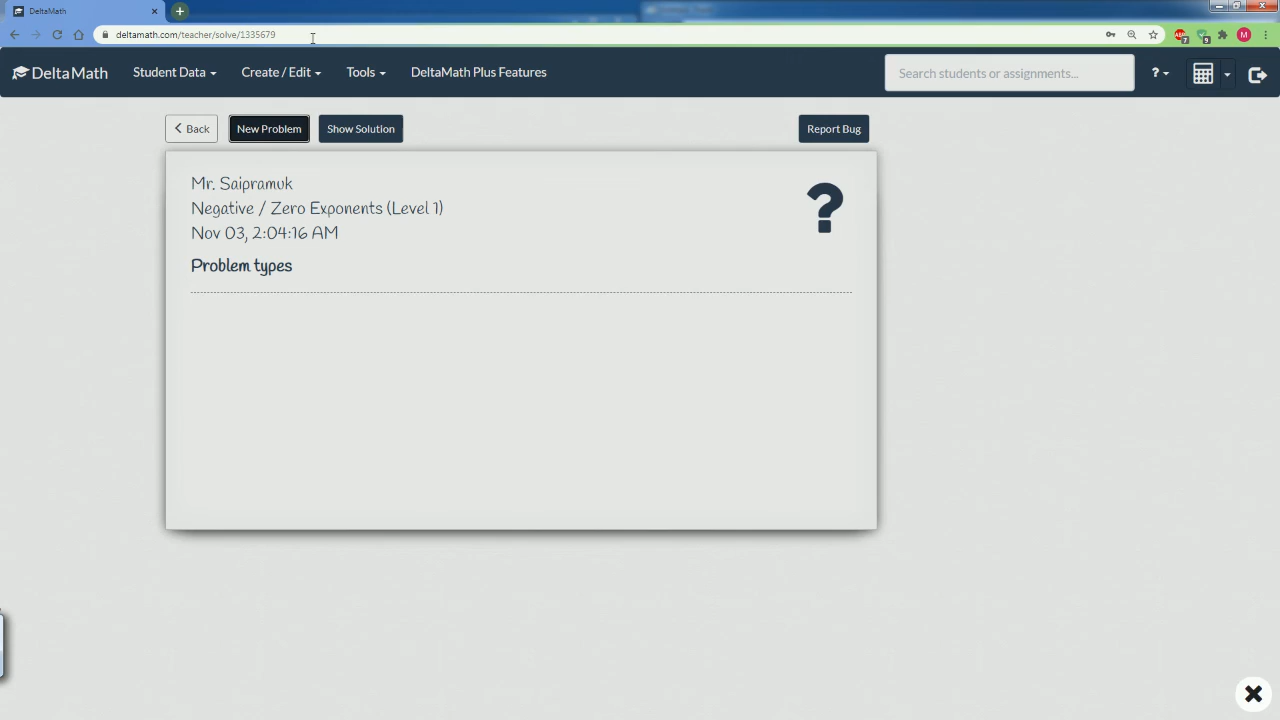 DeltaMath
deltamath.com/teacher/solve/1335679
M
DeltaMath Student Data Create / Edit Tools DeltaMath Plus Features Search students or assignments... ?
Back New Problem Show Solution Report Bug
Mr. Saipramuk
Negative / Zero Exponents (Level 1)
Nov 03, 2:04:16 AM
Problem types
?